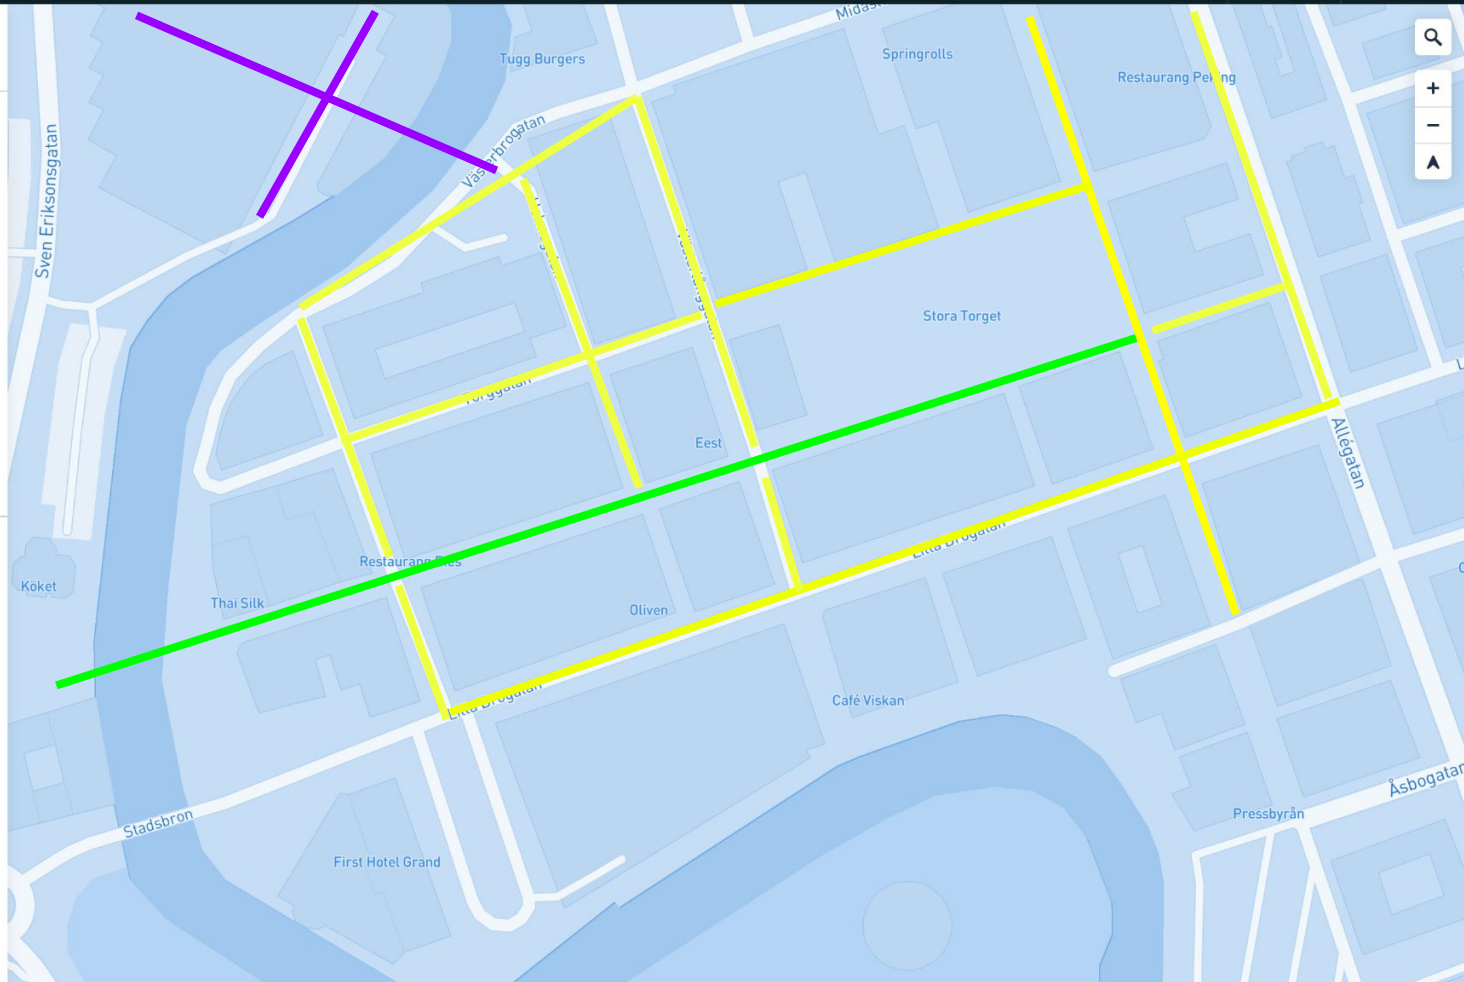 Midas
Tugg Burgers
Springrolls
Restaurang Peking
Västerbrogatan
Sven Eriksonsgatan
Stora Torget
Torggatan
Eest
Allégatan
Restaurang Pies
Köket
Thai Silk
Oliven
Lilla Brogatan
Lilla Brogatan
Café Viskan
Stadsbron
Åsbogatan
Pressbyrån
First Hotel Grand